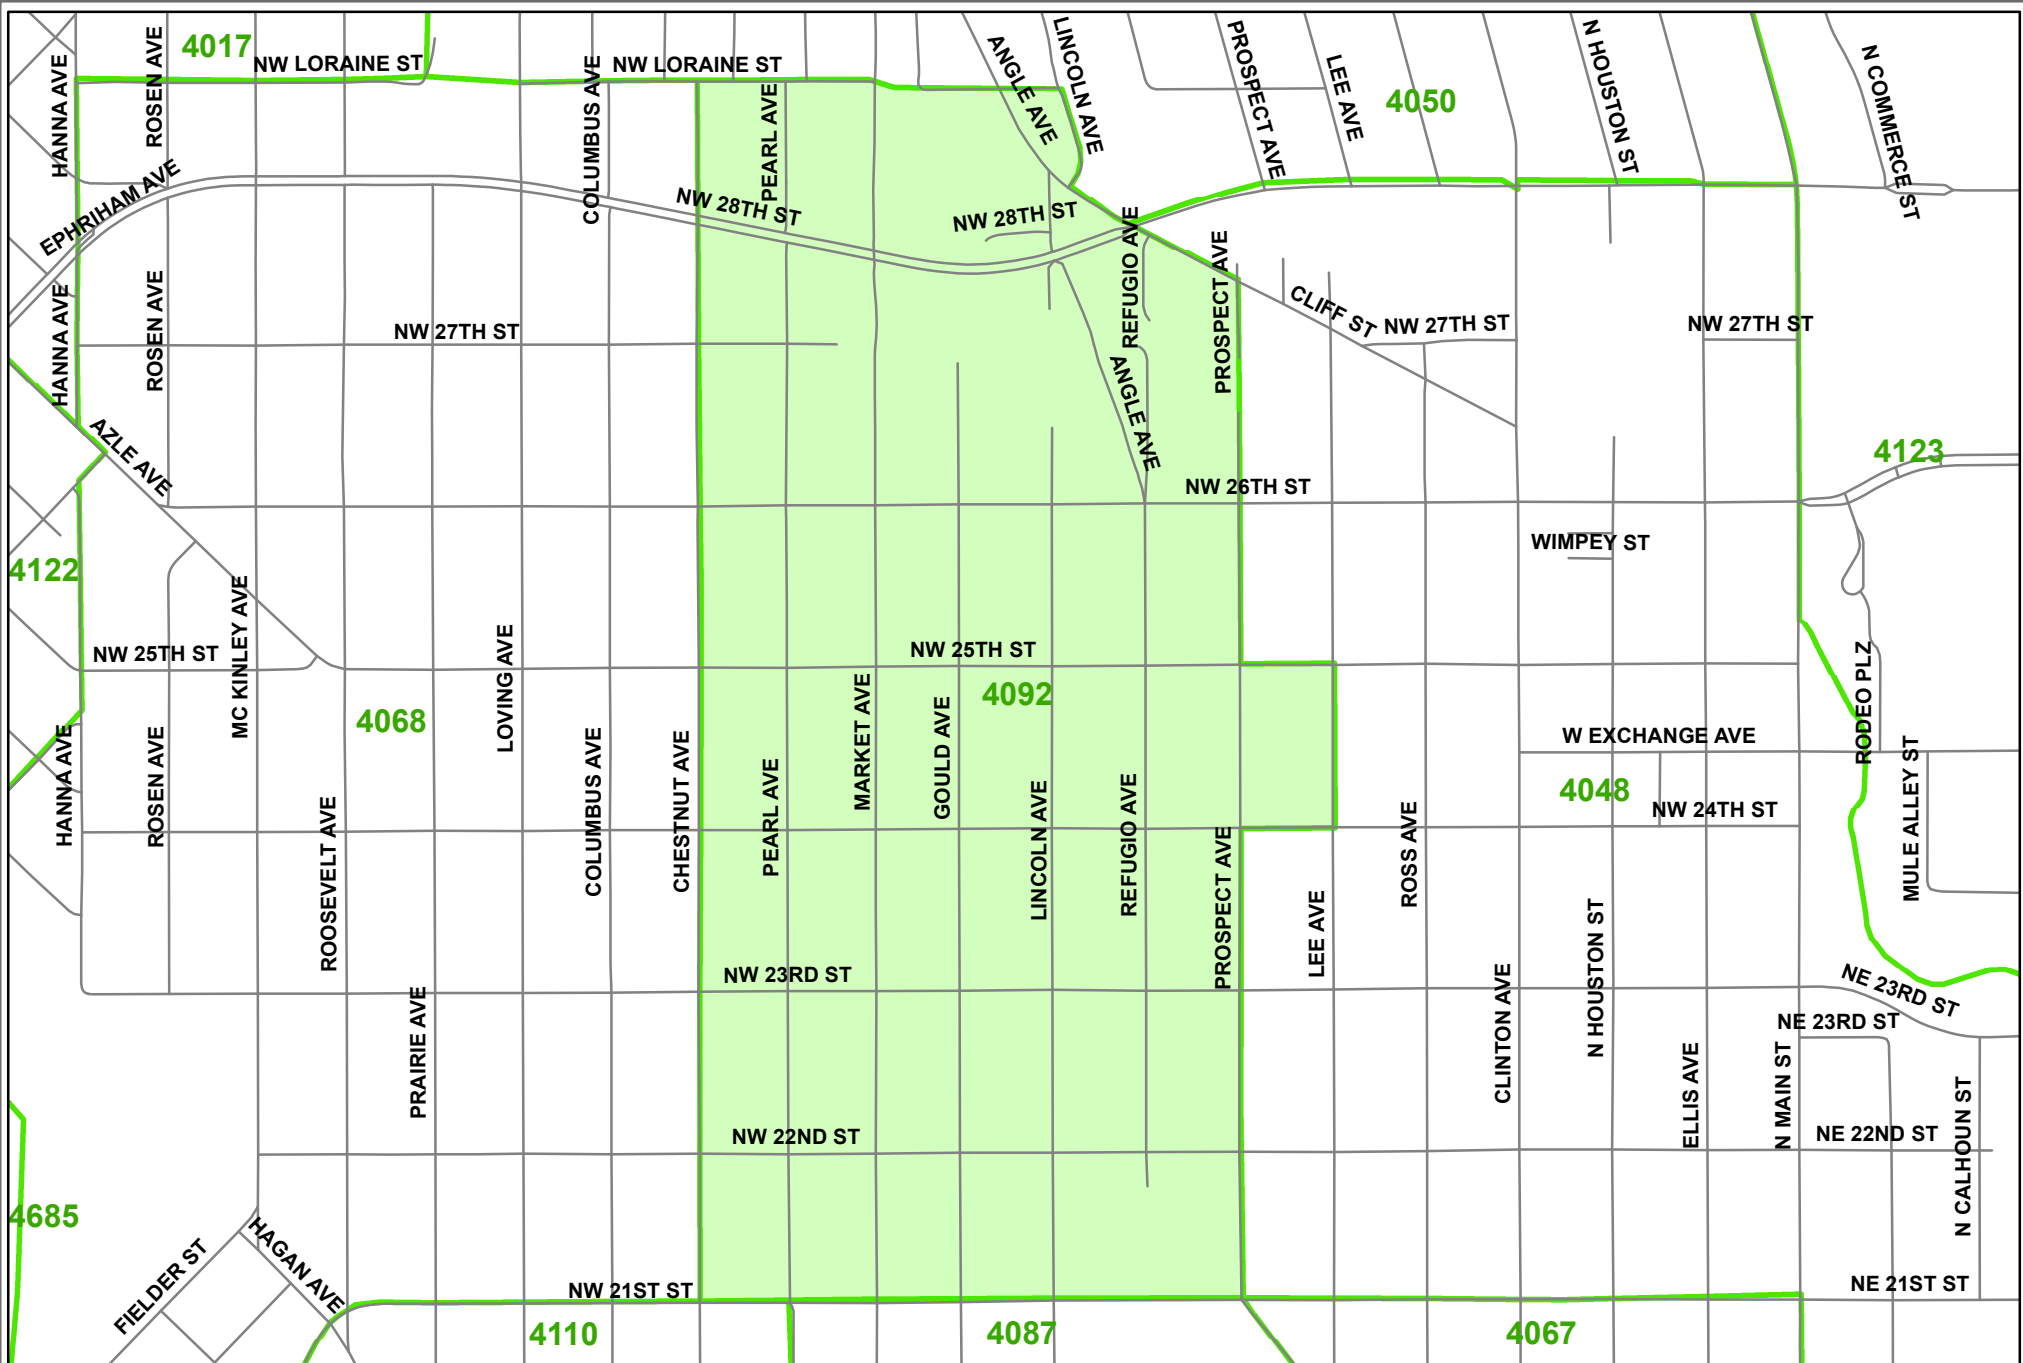 4017
NW LORAINE ST
NW LORAINE ST
HANNA AVE
ROSEN AVE
COLUMBUS AVE
PEARL AVE
ANGLE AVE
LINCOLN AVE
PROSPECT AVE
LEE AVE
4050
N HOUSTON ST
N COMMERCE ST
EPHRIHAM AVE
NW 28TH ST
NW 28TH ST
REFUGIO AVE
PROSPECT AVE
CLIFF ST
HANNA AVE
ROSEN AVE
NW 27TH ST
NW 27TH ST
NW 27TH ST
ANGLE AVE
AZLE AVE
4123
NW 26TH ST
WIMPEY ST
4122
MC KINLEY AVE
NW 25TH ST
NW 25TH ST
LOVING AVE
4068
4092
MARKET AVE
GOULD AVE
RODEO PLZ
W EXCHANGE AVE
4048
NW 24TH ST
MULE ALLEY ST
HANNA AVE
ROSEN AVE
ROOSEVELT AVE
COLUMBUS AVE
CHESTNUT AVE
PEARL AVE
LINCOLN AVE
REFUGIO AVE
PROSPECT AVE
LEE AVE
ROSS AVE
N HOUSTON ST
NW 23RD ST
CLINTON AVE
NE 23RD ST
NE 23RD ST
PRAIRIE AVE
ELLIS AVE
N MAIN ST
NW 22ND ST
NE 22ND ST
N CALHOUN ST
4685
FIELDER ST
HAGAN AVE
NW 21ST ST
NE 21ST ST
4110
4087
4067